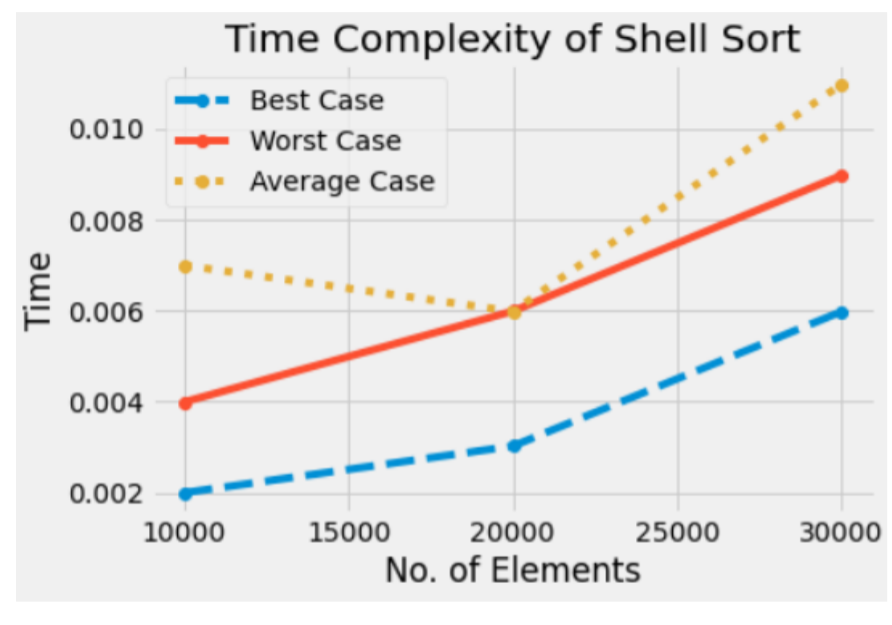 Time Complexity of Shell Sort
Best Case
Worst Case
Average Case
0.010
0.008
0.006
0.004
0.002
Time
10000 15000 20000 25000 30000
No. of Elements